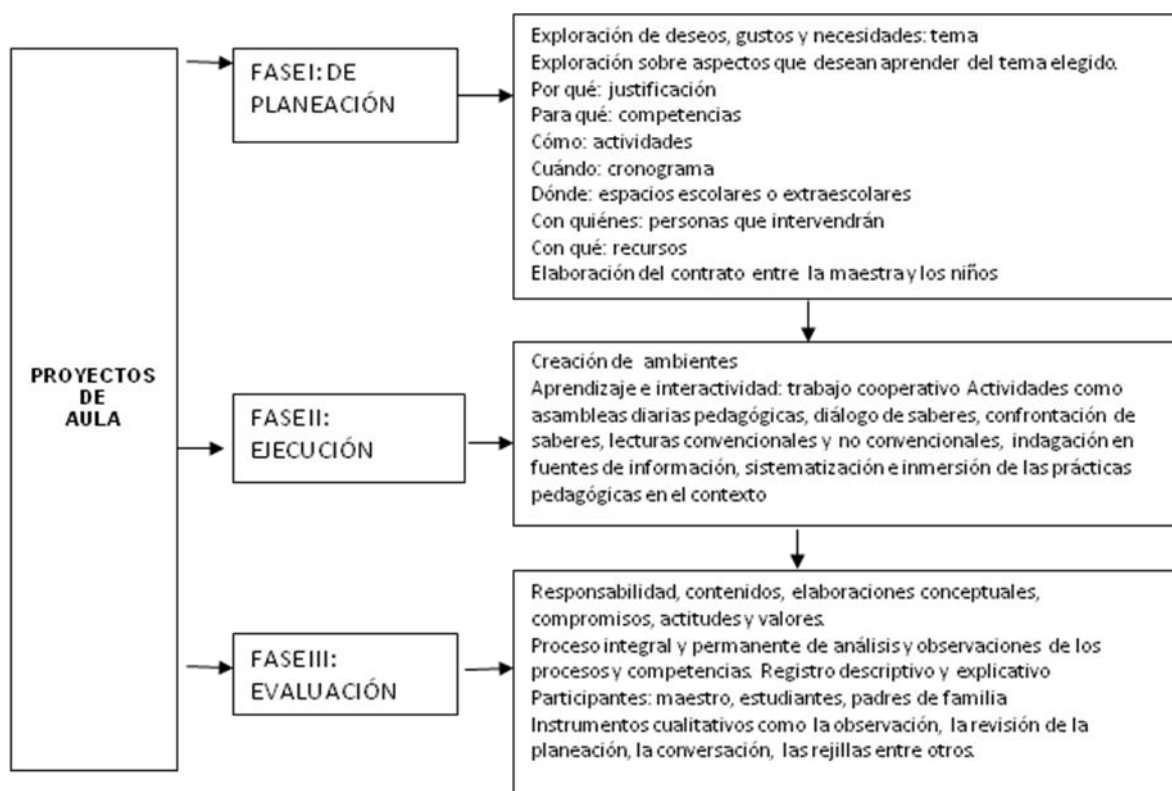 PROYECTOS
DE
AULA
FASEI: DE
PLANEACIÓN
Exploración de deseos, gustos y necesidades: tema
Exploración sobre aspectos que desean aprender del tema elegido.
Por qué: justificación
Para qué: competencias
Cómo: actividades
Cuándo: cronograma
Dónde: espacios escolares o extraescolares
Con quiénes: personas que intervendrán
Con qué: recursos
Elaboración del contrato entre la maestra y los niños
FASEII:
EJECUCIÓN
Creación de ambientes
Aprendizaje e interactividad: trabajo cooperativo Actividades como
asambleas diarias pedagógicas, diálogo de saberes, confrontación de
saberes, lecturas convencionales y no convencionales, indagación en
fuentes de información, sistematización e inmersión de las prácticas
pedagógicas en el contexto
FASEIII:
EVALUACIÓN
Responsabilidad, contenidos, elaboraciones conceptuales,
compromisos, actitudes y valores.
Proceso integral y permanente de análisis y observaciones de los
procesos y competencias. Registro descriptivo y explicativo
Participantes: maestro, estudiantes, padres de familia
Instrumentos cualitativos como la observación, la revisión de la
planeación, la conversación, las rejillas entre otros.